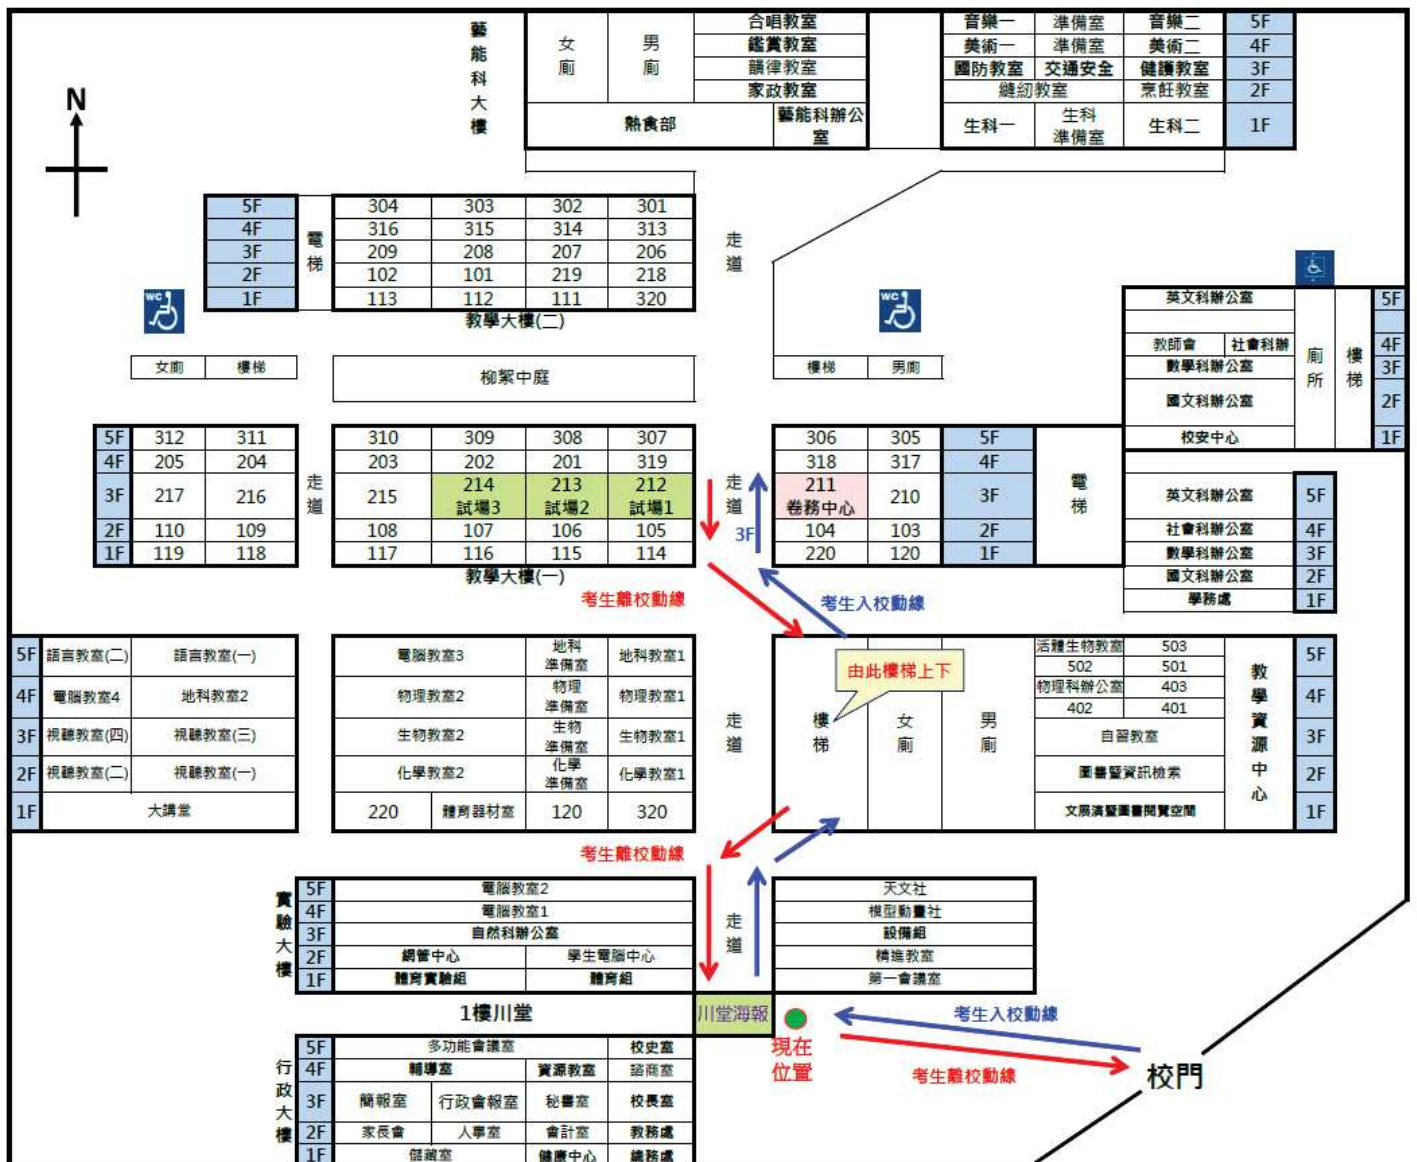 藝能科大樓
女廁 男廁 合唱教室
鑑賞教室
韻律教室
家政教室
熱食部 藝能科辦公室
音樂一 準備室 音樂二 5F
美術一 準備室 美術二 4F
國防教室 交通安全 健護教室 3F
縫紉教室 烹飪教室 2F
生科一 生科準備室 生科二 1F
N
5F 電梯 304 303 302 301
4F 316 315 314 313
3F 209 208 207 206
2F 102 101 219 218
1F 113 112 111 320
教學大樓(二)
走道
WC
WC
女廁 樓梯
柳絮中庭
樓梯 男廁
英文科辦公室 廁所 樓梯 5F
教師會 社會科辦 4F
數學科辦公室 3F
國文科辦公室 2F
校安中心 1F
5F 312 311 走道 310 309 308 307 走道 306 305 5F 電梯
4F 205 204 203 202 201 319 318 317 4F
3F 217 216 215 214 試場3 213 試場2 212 試場1 3F 211 卷務中心 210 3F
2F 110 109 108 107 106 105 104 103 2F
1F 119 118 117 116 115 114 220 120 1F
教學大樓(一)
英文科辦公室 5F
社會科辦公室 4F
數學科辦公室 3F
國文科辦公室 2F
學務處 1F
考生離校動線 考生入校動線
5F 語言教室(二) 語言教室(一) 電腦教室3 地科準備室 地科教室1
4F 電腦教室4 地科教室2 物理教室2 物理準備室 物理教室1
3F 視聽教室(四) 視聽教室(三) 生物教室2 生物準備室 生物教室1
2F 視聽教室(二) 視聽教室(一) 化學教室2 化學準備室 化學教室1
1F 大講堂 220 體育器材室 120 320
走道
由此樓梯上下
樓梯 女廁 男廁
活體生物教室 503 教學資源中心 5F
502 501
物理科辦公室 403 4F
402 401
自習教室 3F
圖書暨資訊檢索 2F
文展演暨圖書閱覽空間 1F
考生離校動線
實驗大樓
5F 電腦教室2 走道 天文社
4F 電腦教室1 模型動畫社
3F 自然科辦公室 設備組
2F 網管中心 學生電腦中心 精進教室
1F 體育實驗組 體育組 第一會議室
1樓川堂 川堂海報
現在位置
考生入校動線
考生離校動線
校門
行政大樓
5F 多功能會議室 校史室
4F 輔導室 資源教室 諮商室
3F 簡報室 行政會報室 秘書室 校長室
2F 家長會 人事室 會計室 教務處
1F 儲藏室 健康中心 總務處